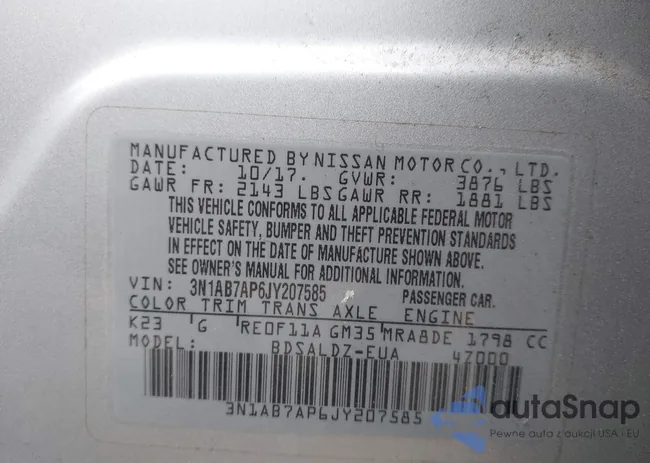 MANUFACTURED BY NISSAN MOTOR CO., LTD.
DATE: 10/17. GVWR: 3876 LBS
GAWR FR: 2143 LBS GAWR RR: 1881 LBS
THIS VEHICLE CONFORMS TO ALL APPLICABLE FEDERAL MOTOR
VEHICLE SAFETY, BUMPER AND THEFT PREVENTION STANDARDS
IN EFFECT ON THE DATE OF MANUFACTURE SHOWN ABOVE.
SEE OWNER'S MANUAL FOR ADDITIONAL INFORMATION.
VIN: 3N1AB7AP6JY207585 PASSENGER CAR.
COLOR TRIM TRANS AXLE ENGINE
K23 G RE0F11A GM35 MRA8DE 1798 CC
MODEL: BDSALDZ-EUA 4Z000
3N1AB7AP6JY207585
autoSnap
Pewne auta z aukcji USA i EU